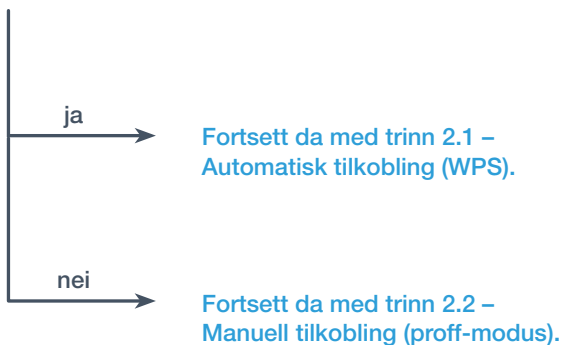 ja
Fortsett da med trinn 2.1 –
Automatisk tilkobling (WPS).
nei
Fortsett da med trinn 2.2 –
Manuell tilkobling (proff-modus).